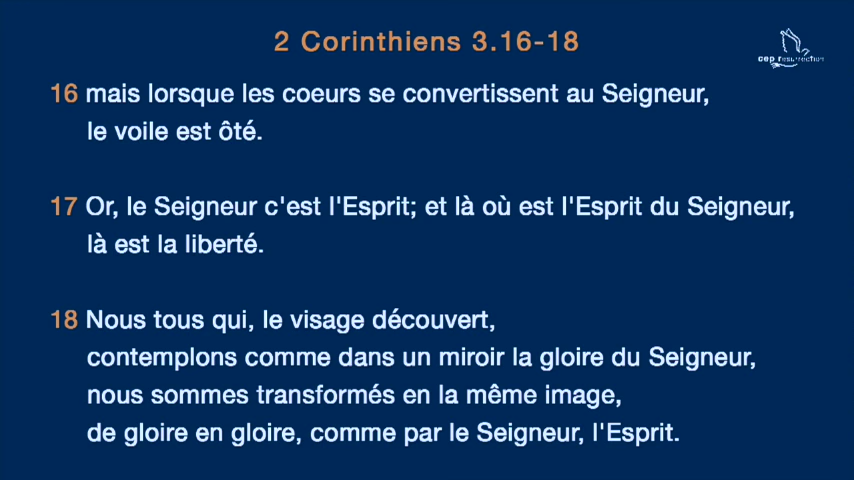 2 Corinthiens 3.16-18
cep résurrection
16 mais lorsque les coeurs se convertissent au Seigneur,
le voile est ôté.
17 Or, le Seigneur c'est l'Esprit; et là où est l'Esprit du Seigneur,
là est la liberté.
18 Nous tous qui, le visage découvert,
contemplons comme dans un miroir la gloire du Seigneur,
nous sommes transformés en la même image,
de gloire en gloire, comme par le Seigneur, l'Esprit.